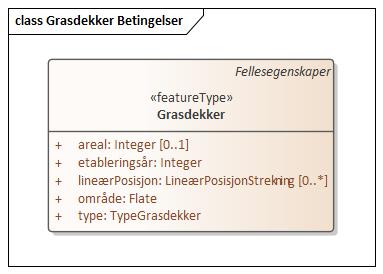 class Grasdekker Betingelser
Fellesegenskaper
«featureType»
Grasdekker
+ areal: Integer [0..1]
+ etableringsår: Integer
+ lineærPosisjon: LineærPosisjonStrekning [0..*]
+ område: Flate
+ type: TypeGrasdekker